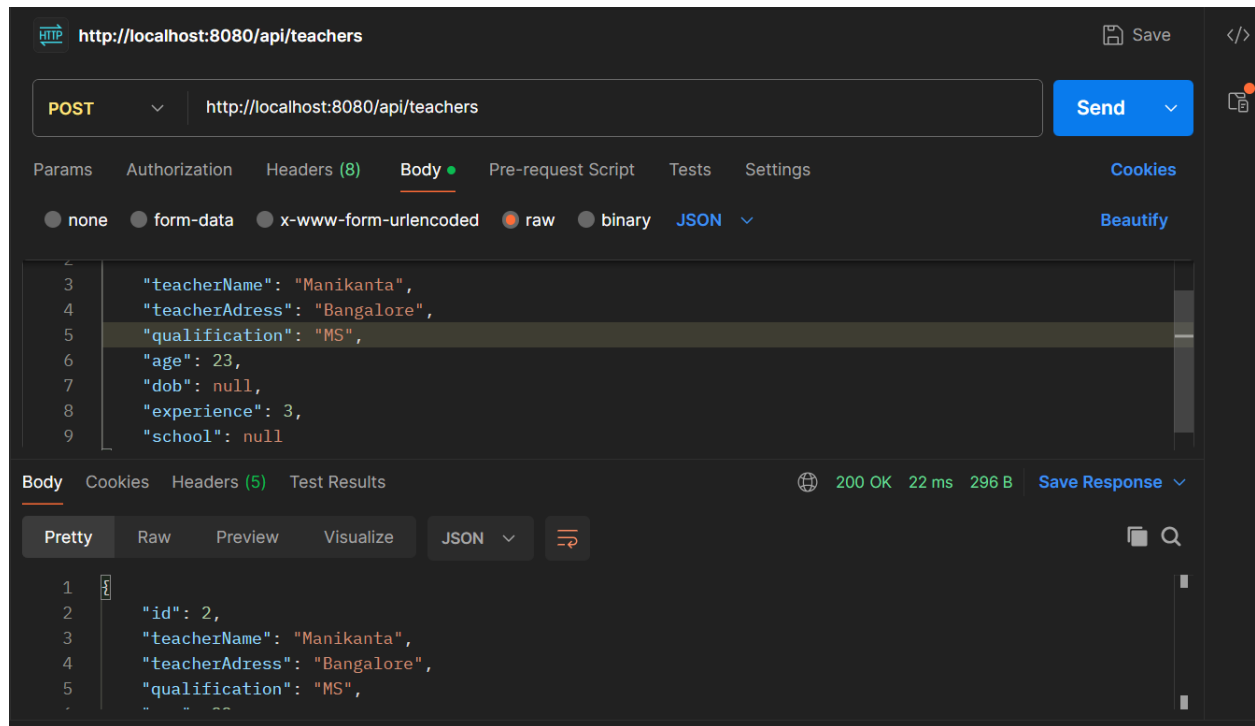 HTTP http://localhost:8080/api/teachers Save </>
POST http://localhost:8080/api/teachers Send
Params Authorization Headers (8) Body Pre-request Script Tests Settings Cookies
none form-data x-www-form-urlencoded raw binary JSON Beautify
3 "teacherName": "Manikanta",
4 "teacherAdress": "Bangalore",
5 "qualification": "MS",
6 "age": 23,
7 "dob": null,
8 "experience": 3,
9 "school": null
Body Cookies Headers (5) Test Results 200 OK 22 ms 296 B Save Response
Pretty Raw Preview Visualize JSON
1 {
2 "id": 2,
3 "teacherName": "Manikanta",
4 "teacherAdress": "Bangalore",
5 "qualification": "MS",